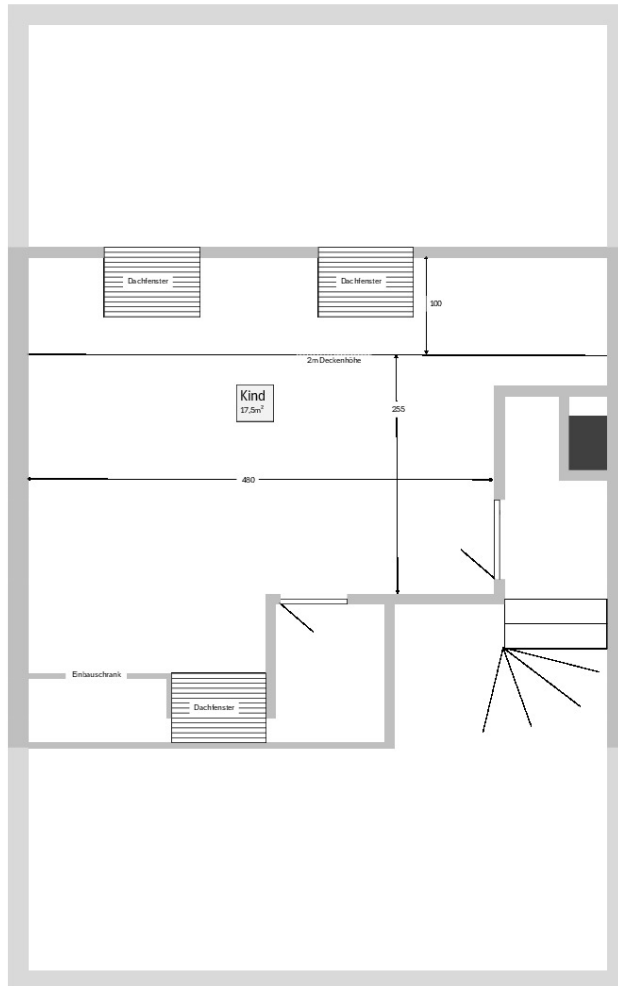 Dachfenster
Dachfenster
100
2m Deckenhöhe
Kind
17,5m²
255
480
Einbauschrank
Dachfenster